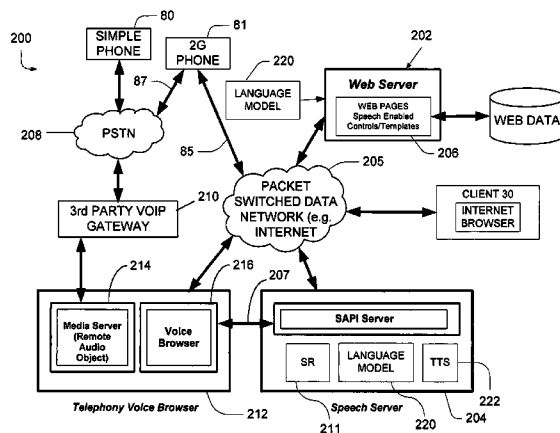 200
SIMPLE
PHONE
80
2G
PHONE
81
87
85
208
PSTN
220
LANGUAGE
MODEL
202
Web Server
WEB PAGES
Speech Enabled
Controls/Templates
206
WEB DATA
205
PACKET
SWITCHED DATA
NETWORK (e.g.
INTERNET
CLIENT 30
INTERNET
BROWSER
3rd PARTY VOIP
GATEWAY
210
214
216
207
Media Server
(Remote
Audio
Object)
Voice
Browser
Telephony Voice Browser
212
SAPI Server
SR
LANGUAGE
MODEL
TTS
222
211
220
204
Speech Server